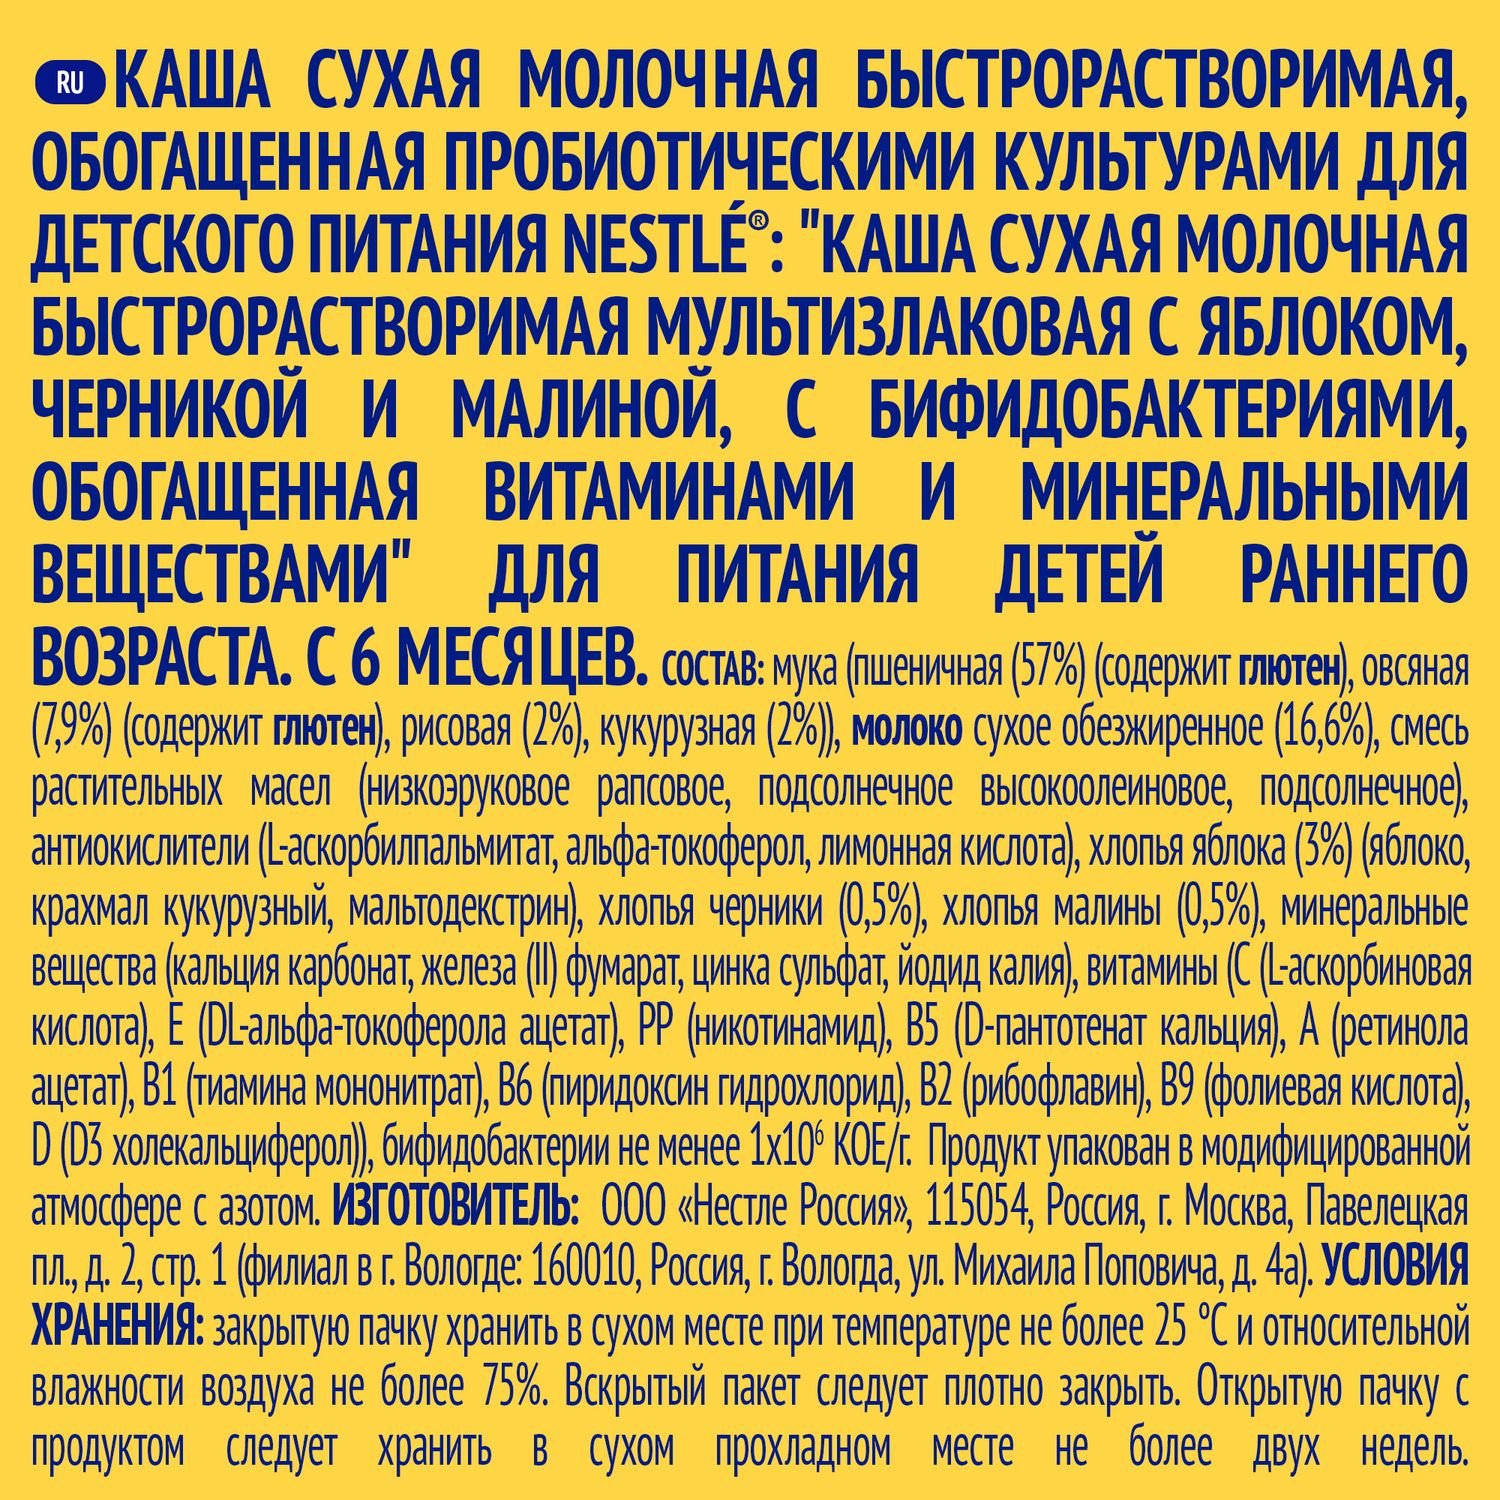 RU КАША СУХАЯ МОЛОЧНАЯ БЫСТРОРАСТВОРИМАЯ,
ОБОГАЩЕННАЯ ПРОБИОТИЧЕСКИМИ КУЛЬТУРАМИ ДЛЯ
ДЕТСКОГО ПИТАНИЯ NESTLÉ®: "КАША СУХАЯ МОЛОЧНАЯ
БЫСТРОРАСТВОРИМАЯ МУЛЬТИЗЛАКОВАЯ С ЯБЛОКОМ,
ЧЕРНИКОЙ И МАЛИНОЙ, С БИФИДОБАКТЕРИЯМИ,
ОБОГАЩЕННАЯ ВИТАМИНАМИ И МИНЕРАЛЬНЫМИ
ВЕЩЕСТВАМИ" ДЛЯ ПИТАНИЯ ДЕТЕЙ РАННЕГО
ВОЗРАСТА. С 6 МЕСЯЦЕВ. СОСТАВ: мука (пшеничная (57%) (содержит глютен), овсяная
(7,9%) (содержит глютен), рисовая (2%), кукурузная (2%)), молоко сухое обезжиренное (16,6%), смесь
растительных масел (низкоэруковое рапсовое, подсолнечное высокоолеиновое, подсолнечное),
антиокислители (L-аскорбилпальмитат, альфа-токоферол, лимонная кислота), хлопья яблока (3%) (яблоко,
крахмал кукурузный, мальтодекстрин), хлопья черники (0,5%), хлопья малины (0,5%), минеральные
вещества (кальция карбонат, железа (II) фумарат, цинка сульфат, йодид калия), витамины (С (L-аскорбиновая
кислота), Е (DL-альфа-токоферола ацетат), РР (никотинамид), В5 (D-пантотенат кальция), А (ретинола
ацетат), В1 (тиамина мононитрат), В6 (пиридоксин гидрохлорид), В2 (рибофлавин), В9 (фолиевая кислота),
D (D3 холекальциферол)), бифидобактерии не менее 1х10⁶ КОЕ/г. Продукт упакован в модифицированной
атмосфере с азотом. ИЗГОТОВИТЕЛЬ: ООО «Нестле Россия», 115054, Россия, г. Москва, Павелецкая
пл., д. 2, стр. 1 (филиал в г. Вологде: 160010, Россия, г. Вологда, ул. Михаила Поповича, д. 4а). УСЛОВИЯ
ХРАНЕНИЯ: закрытую пачку хранить в сухом месте при температуре не более 25 °С и относительной
влажности воздуха не более 75%. Вскрытый пакет следует плотно закрыть. Открытую пачку с
продуктом следует хранить в сухом прохладном месте не более двух недель.